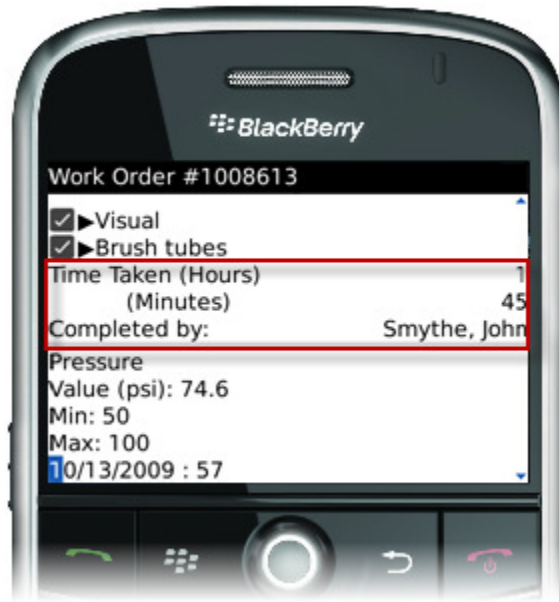 BlackBerry
Work Order #1008613
▶Visual
▶Brush tubes
Time Taken (Hours) 1
(Minutes) 45
Completed by: Smythe, John
Pressure
Value (psi): 74.6
Min: 50
Max: 100
10/13/2009 : 57